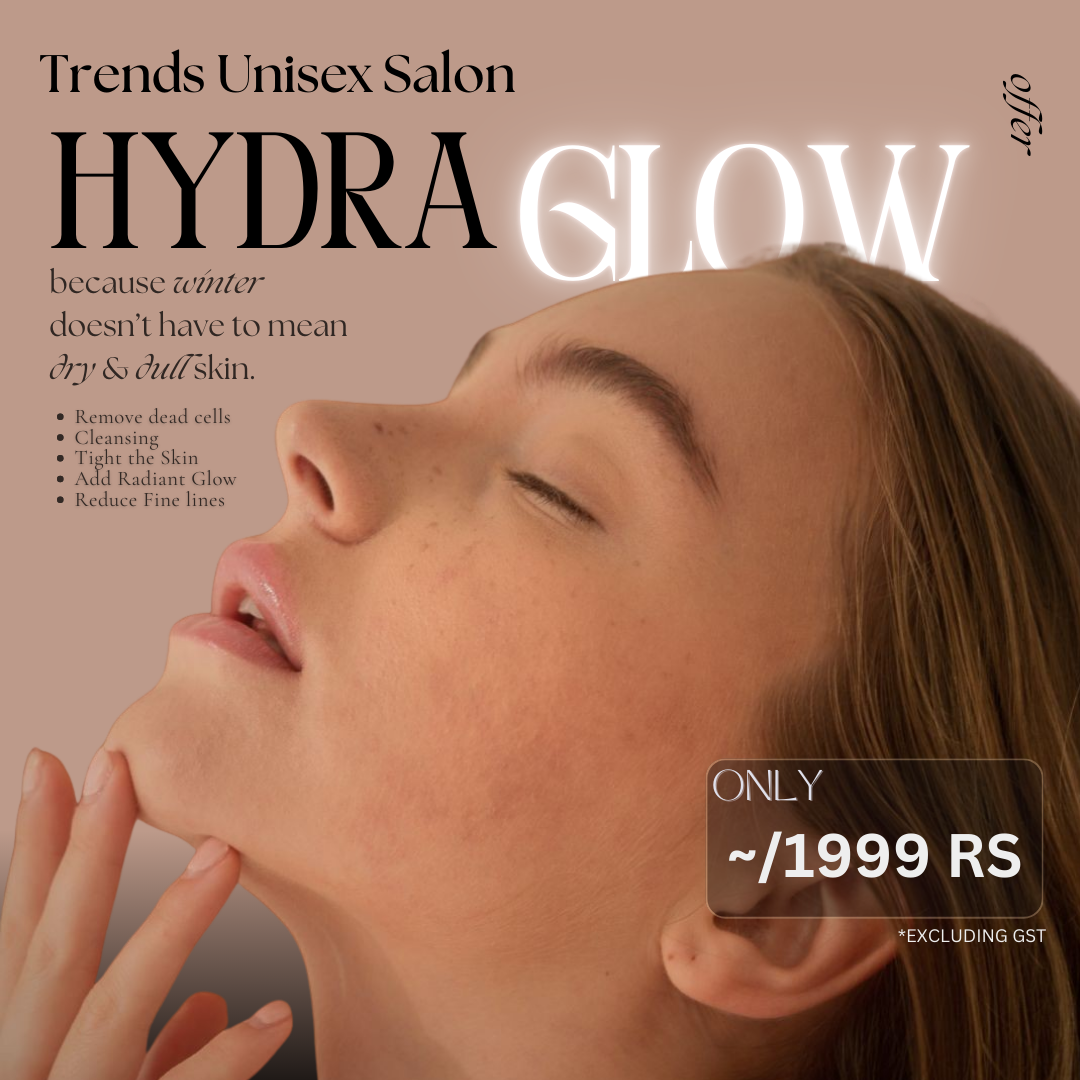 Trends Unisex Salon
offer
HYDRA GLOW
because winter
doesn't have to mean
dry & dull skin.
Remove dead cells
Cleansing
Tight the Skin
Add Radiant Glow
Reduce Fine lines
ONLY
~/1999 RS
*EXCLUDING GST